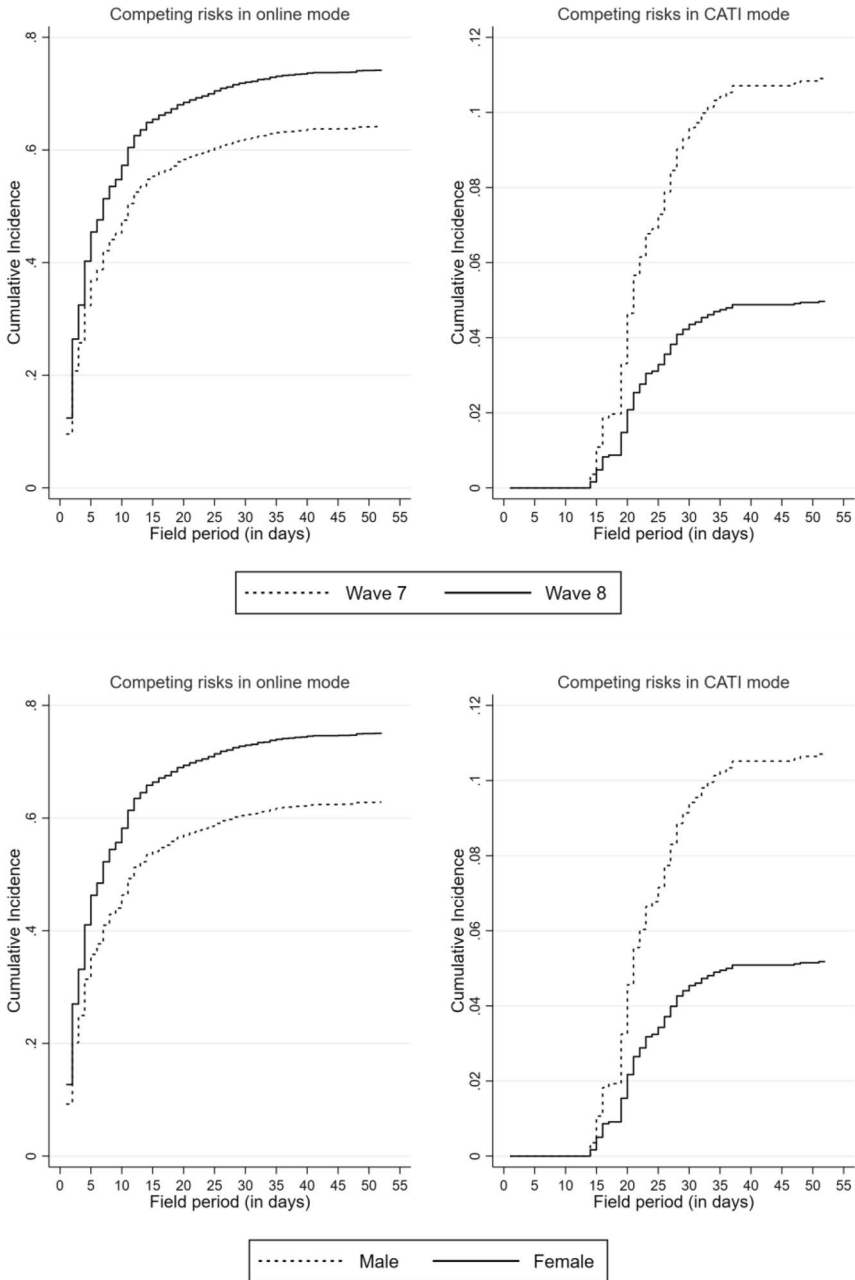 Competing risks in online mode
Cumulative Incidence
.8
.6
.4
.2
0
0 5 10 15 20 25 30 35 40 45 50 55
Field period (in days)
Competing risks in CATI mode
Cumulative Incidence
.12
.1
.08
.06
.04
.02
0
0 5 10 15 20 25 30 35 40 45 50 55
Field period (in days)
Wave 7 Wave 8
Competing risks in online mode
Cumulative Incidence
.8
.6
.4
.2
0
0 5 10 15 20 25 30 35 40 45 50 55
Field period (in days)
Competing risks in CATI mode
Cumulative Incidence
.12
.1
.08
.06
.04
.02
0
0 5 10 15 20 25 30 35 40 45 50 55
Field period (in days)
Male Female